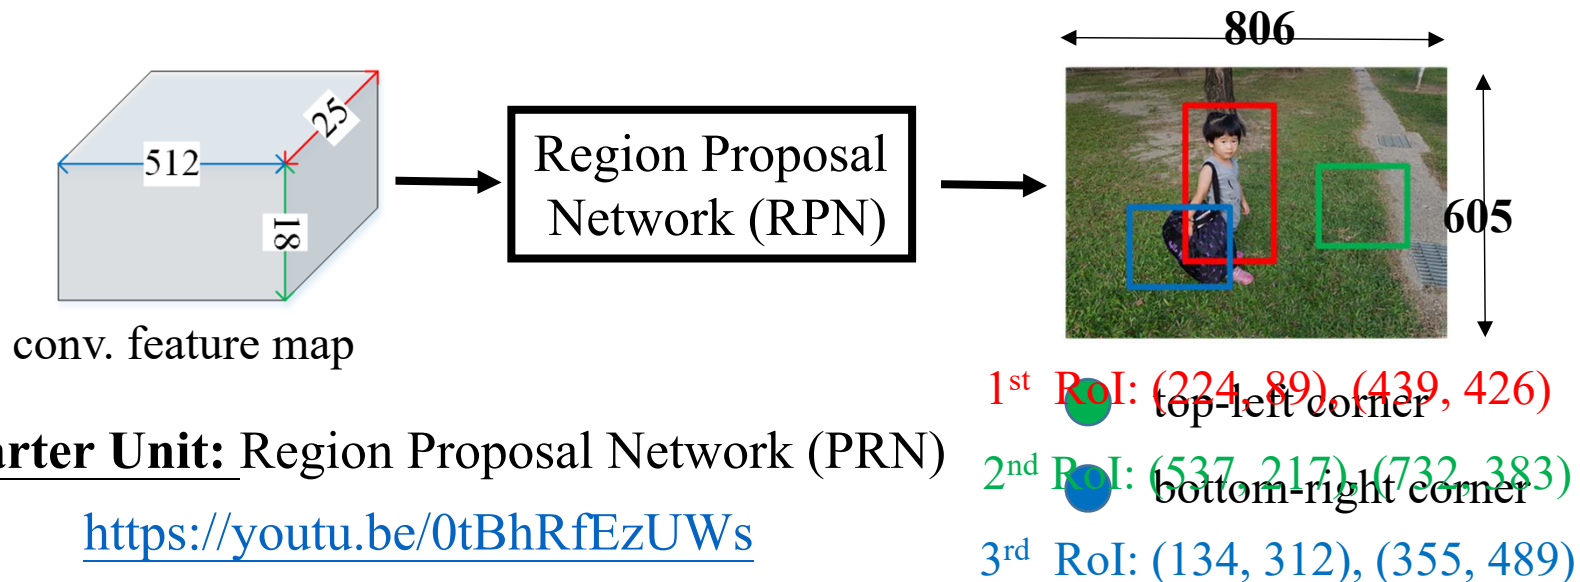 806
25
512
18
Region Proposal
Network (RPN)
605
conv. feature map
1st RoI: (224, 89), (439, 426)
top-left corner
arter Unit: Region Proposal Network (PRN)
2nd RoI: (537, 217), (732, 383)
bottom-right corner
https://youtu.be/0tBhRfEzUWs
3rd RoI: (134, 312), (355, 489)